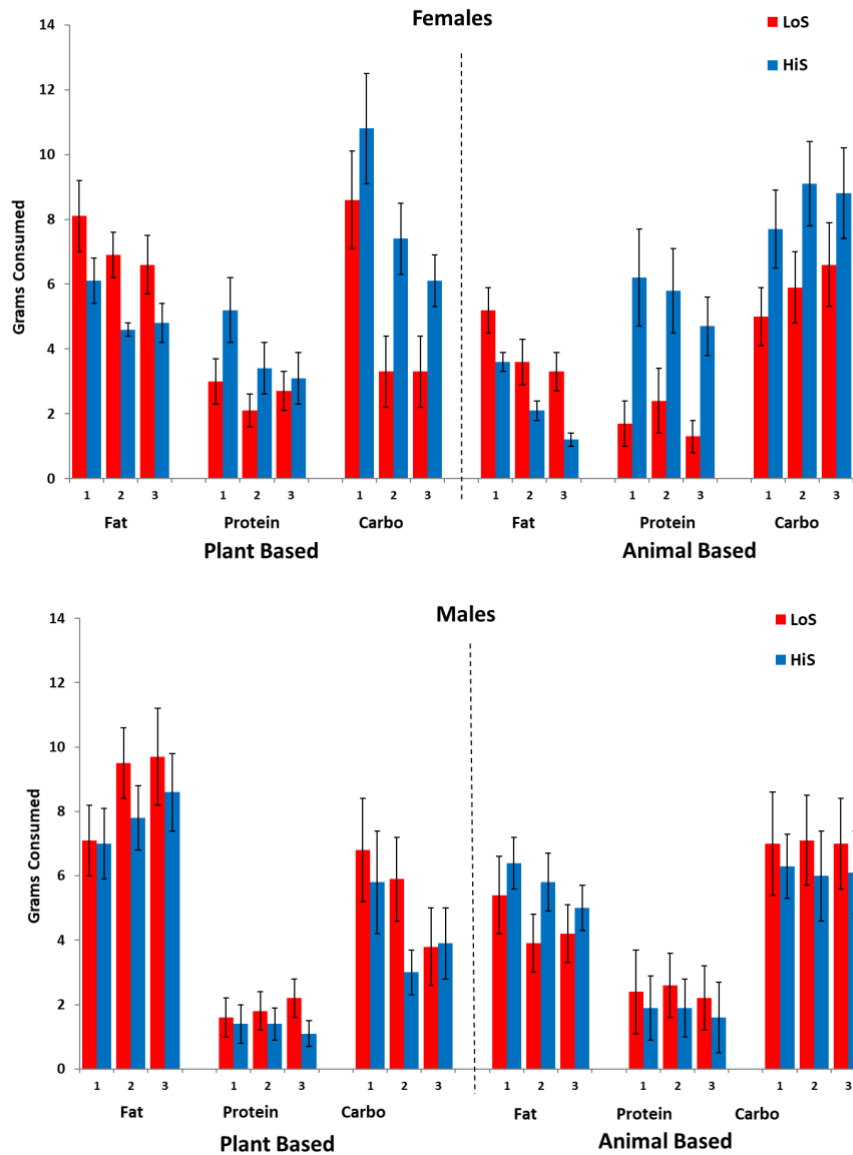 Females
LoS
HiS
14
12
10
8
6
4
2
0
Grams Consumed
1 2 3 1 2 3 1 2 3 1 2 3 1 2 3 1 2 3
Fat Protein Carbo Fat Protein Carbo
Plant Based Animal Based
Males
LoS
HiS
14
12
10
8
6
4
2
0
Grams Consumed
1 2 3 1 2 3 1 2 3 1 2 3 1 2 3 1 2 3
Fat Protein Carbo Fat Protein Carbo
Plant Based Animal Based